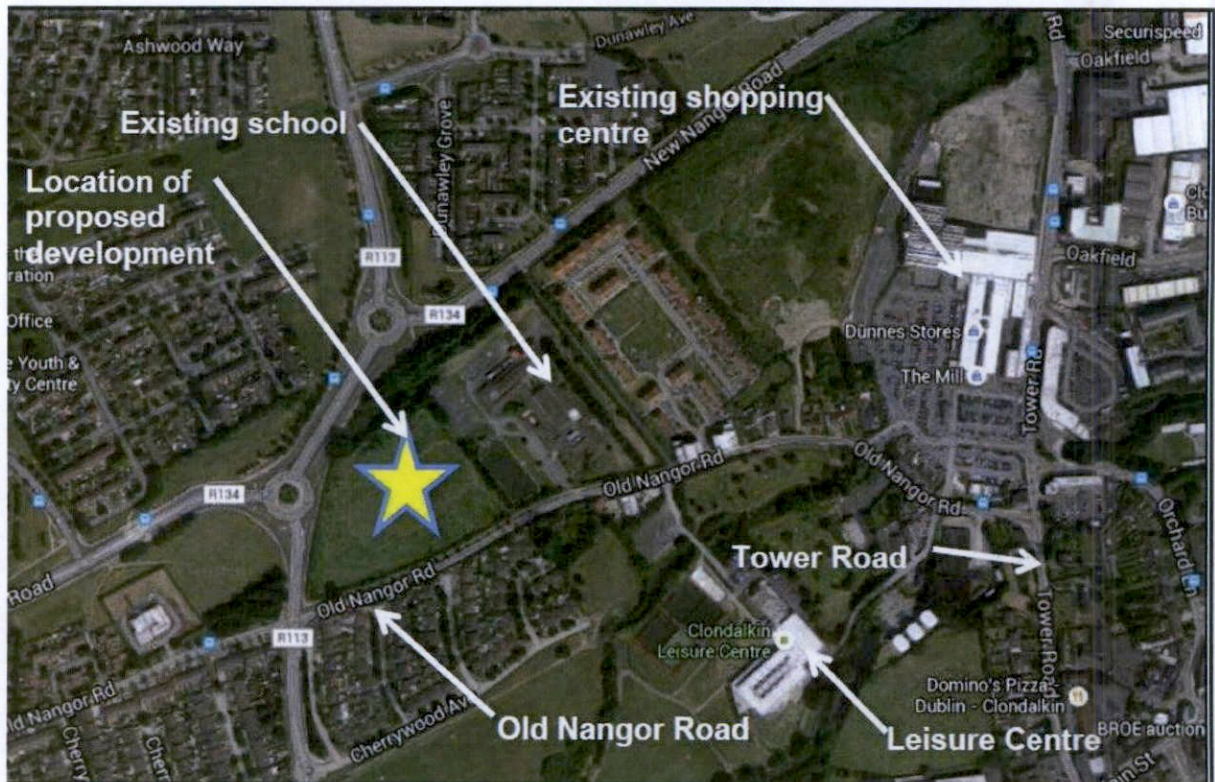 Ashwood Way
Dunawley Ave
Rd
Securispeed
Oakfield
Existing school
Existing shopping
centre
New Nangor Road
Dunawley Grove
Location of
proposed
development
R113
R134
Oakfield
Office
Dunnes Stores
The Mill
Tower Rd
Old Nangor Rd
Old Nangor Rd
R134
Orchard Ln
Tower Road
Road
Old Nangor Rd
R113
Clondalkin
Leisure Centre
Tower Road
Old Nangor Rd
Cherrywood Av
Old Nangor Road
Domino's Pizza
Dublin - Clondalkin
Leisure Centre
BROE auction